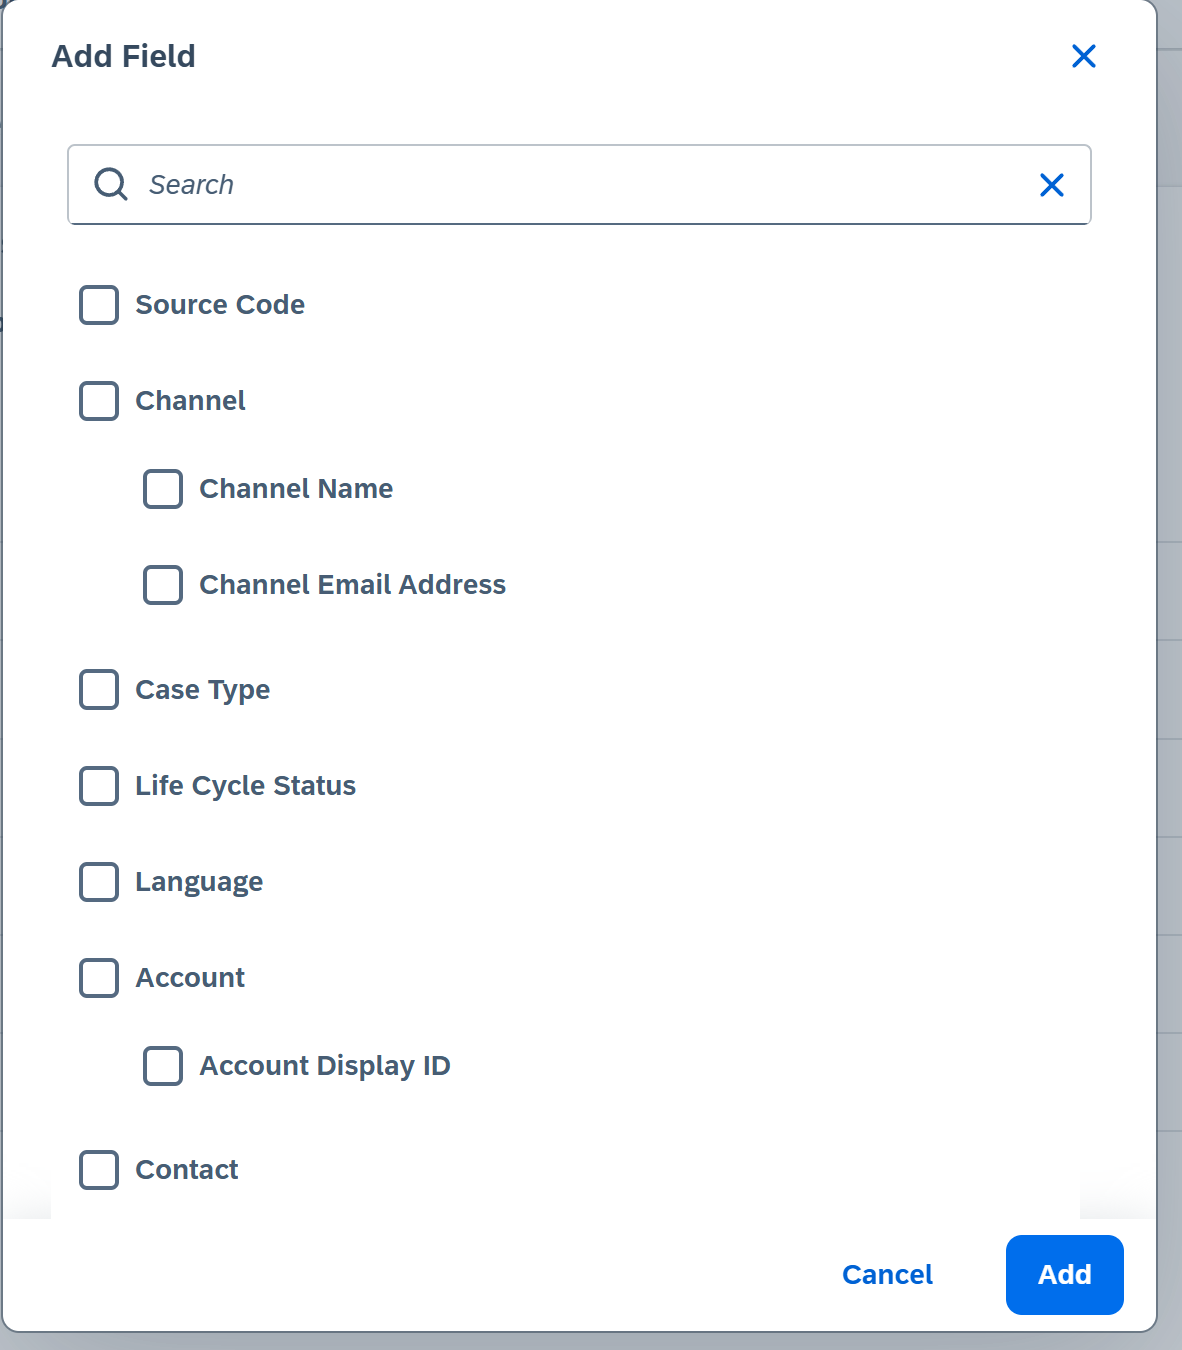 Add Field
Search
Source Code
Channel
Channel Name
Channel Email Address
Case Type
Life Cycle Status
Language
Account
Account Display ID
Contact
Cancel
Add